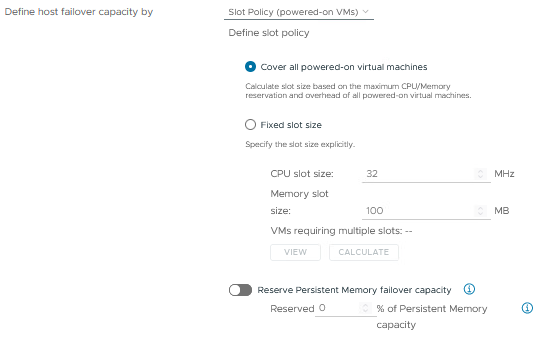 Define host failover capacity by
Slot Policy (powered-on VMs)
Define slot policy
Cover all powered-on virtual machines
Calculate slot size based on the maximum CPU/Memory
reservation and overhead of all powered-on virtual machines.
Fixed slot size
Specify the slot size explicitly.
CPU slot size: 32 MHz
Memory slot
size: 100 MB
VMs requiring multiple slots: --
VIEW CALCULATE
Reserve Persistent Memory failover capacity
Reserved 0 % of Persistent Memory
capacity